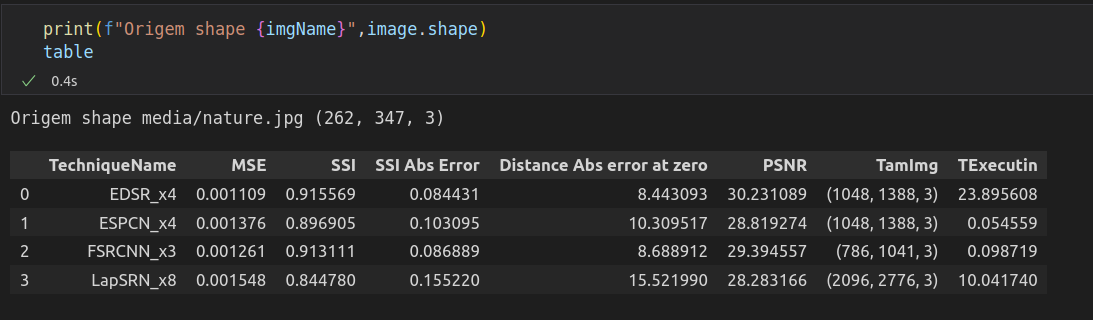 print(f"Origem shape {imgName}",image.shape)
table
0.4s
Origem shape media/nature.jpg (262, 347, 3)
TechniqueName MSE SSI SSI Abs Error Distance Abs error at zero PSNR TamImg TExecutin
0 EDSR_x4 0.001109 0.915569 0.084431 8.443093 30.231089 (1048, 1388, 3) 23.895608
1 ESPCN_x4 0.001376 0.896905 0.103095 10.309517 28.819274 (1048, 1388, 3) 0.054559
2 FSRCNN_x3 0.001261 0.913111 0.086889 8.688912 29.394557 (786, 1041, 3) 0.098719
3 LapSRN_x8 0.001548 0.844780 0.155220 15.521990 28.283166 (2096, 2776, 3) 10.041740